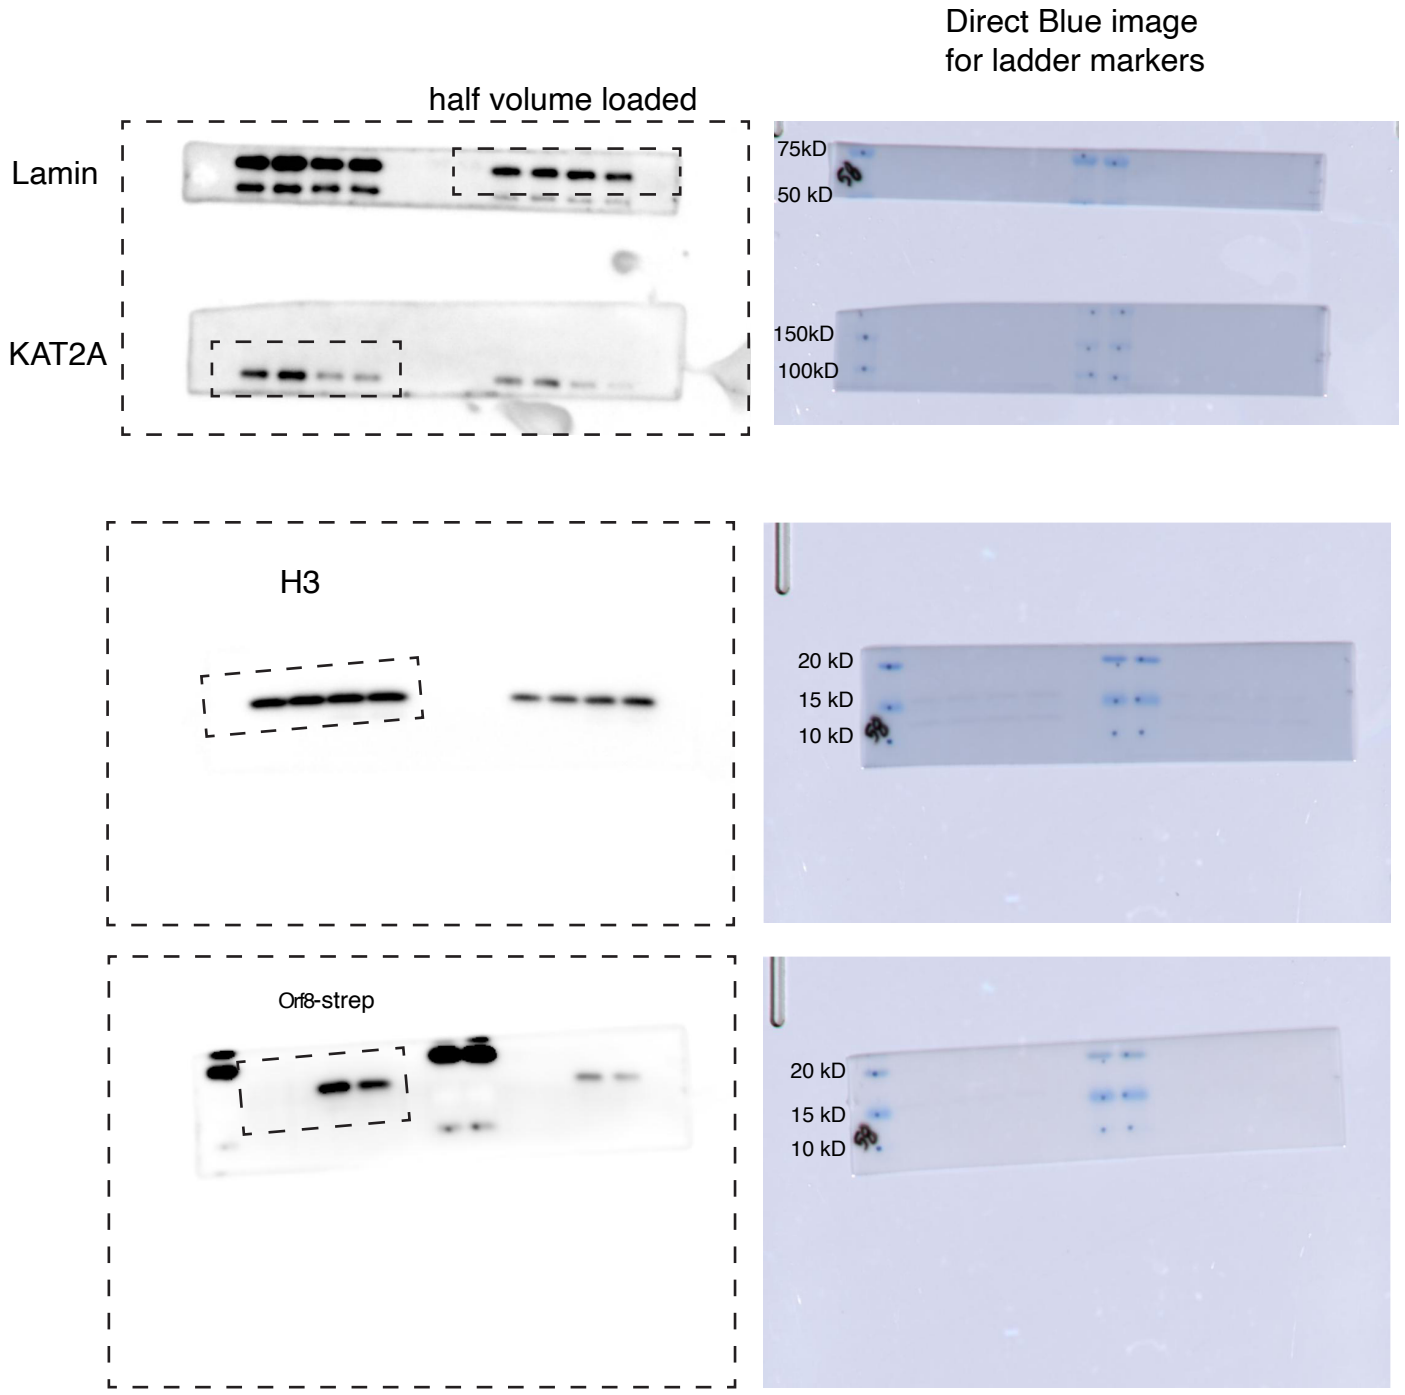 Direct Blue image
for ladder markers
half volume loaded
Lamin
75kD
50 kD
KAT2A
150kD
100kD
H3
20 kD
15 kD
10 kD
Orf8-strep
20 kD
15 kD
10 kD